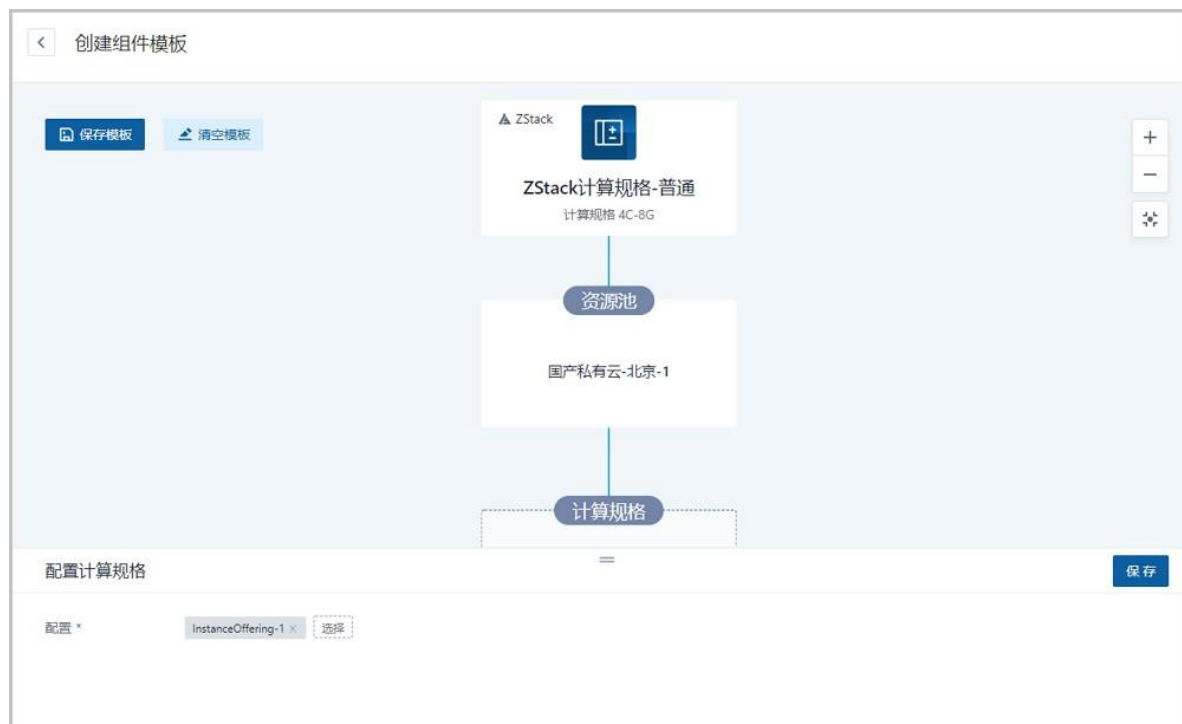 创建组件模板
保存模板
清空模板
ZStack
ZStack计算规格-普通
计算规格 4C-8G
资源池
国产私有云-北京-1
计算规格
配置计算规格
保存
配置 *
InstanceOffering-1 ×
选择